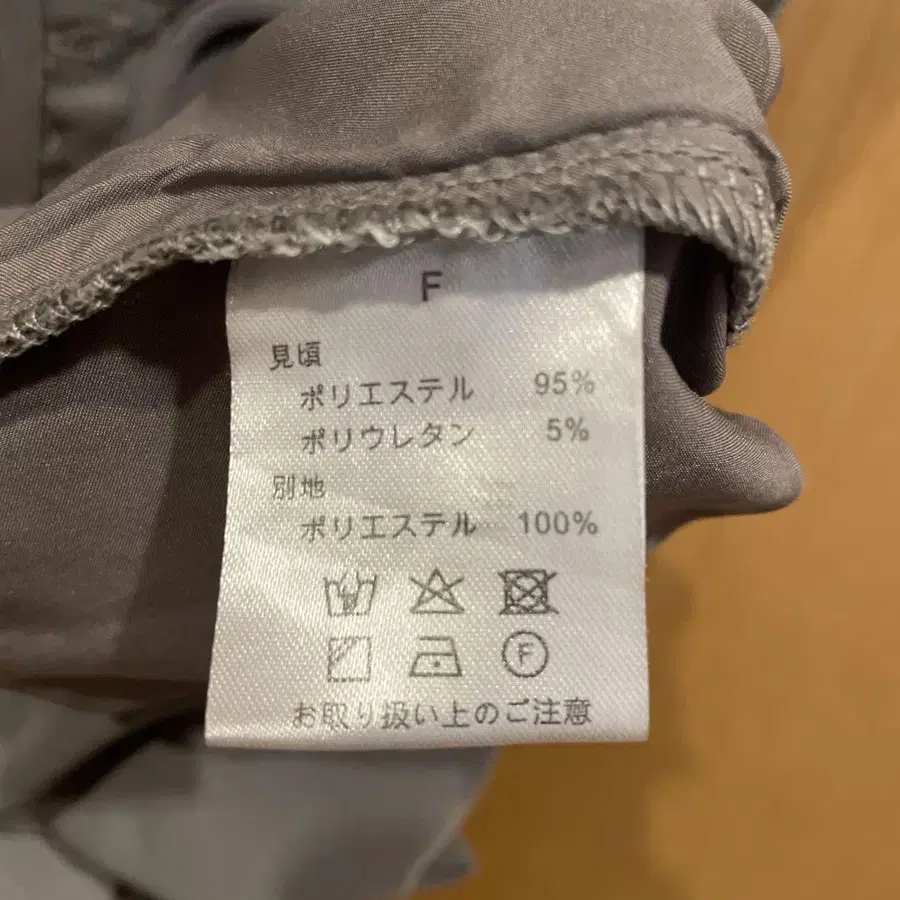 F
見頃
ポリエステル 95%
ポリウレタン 5%
別地
ポリエステル 100%
F
お取り扱い上のご注意